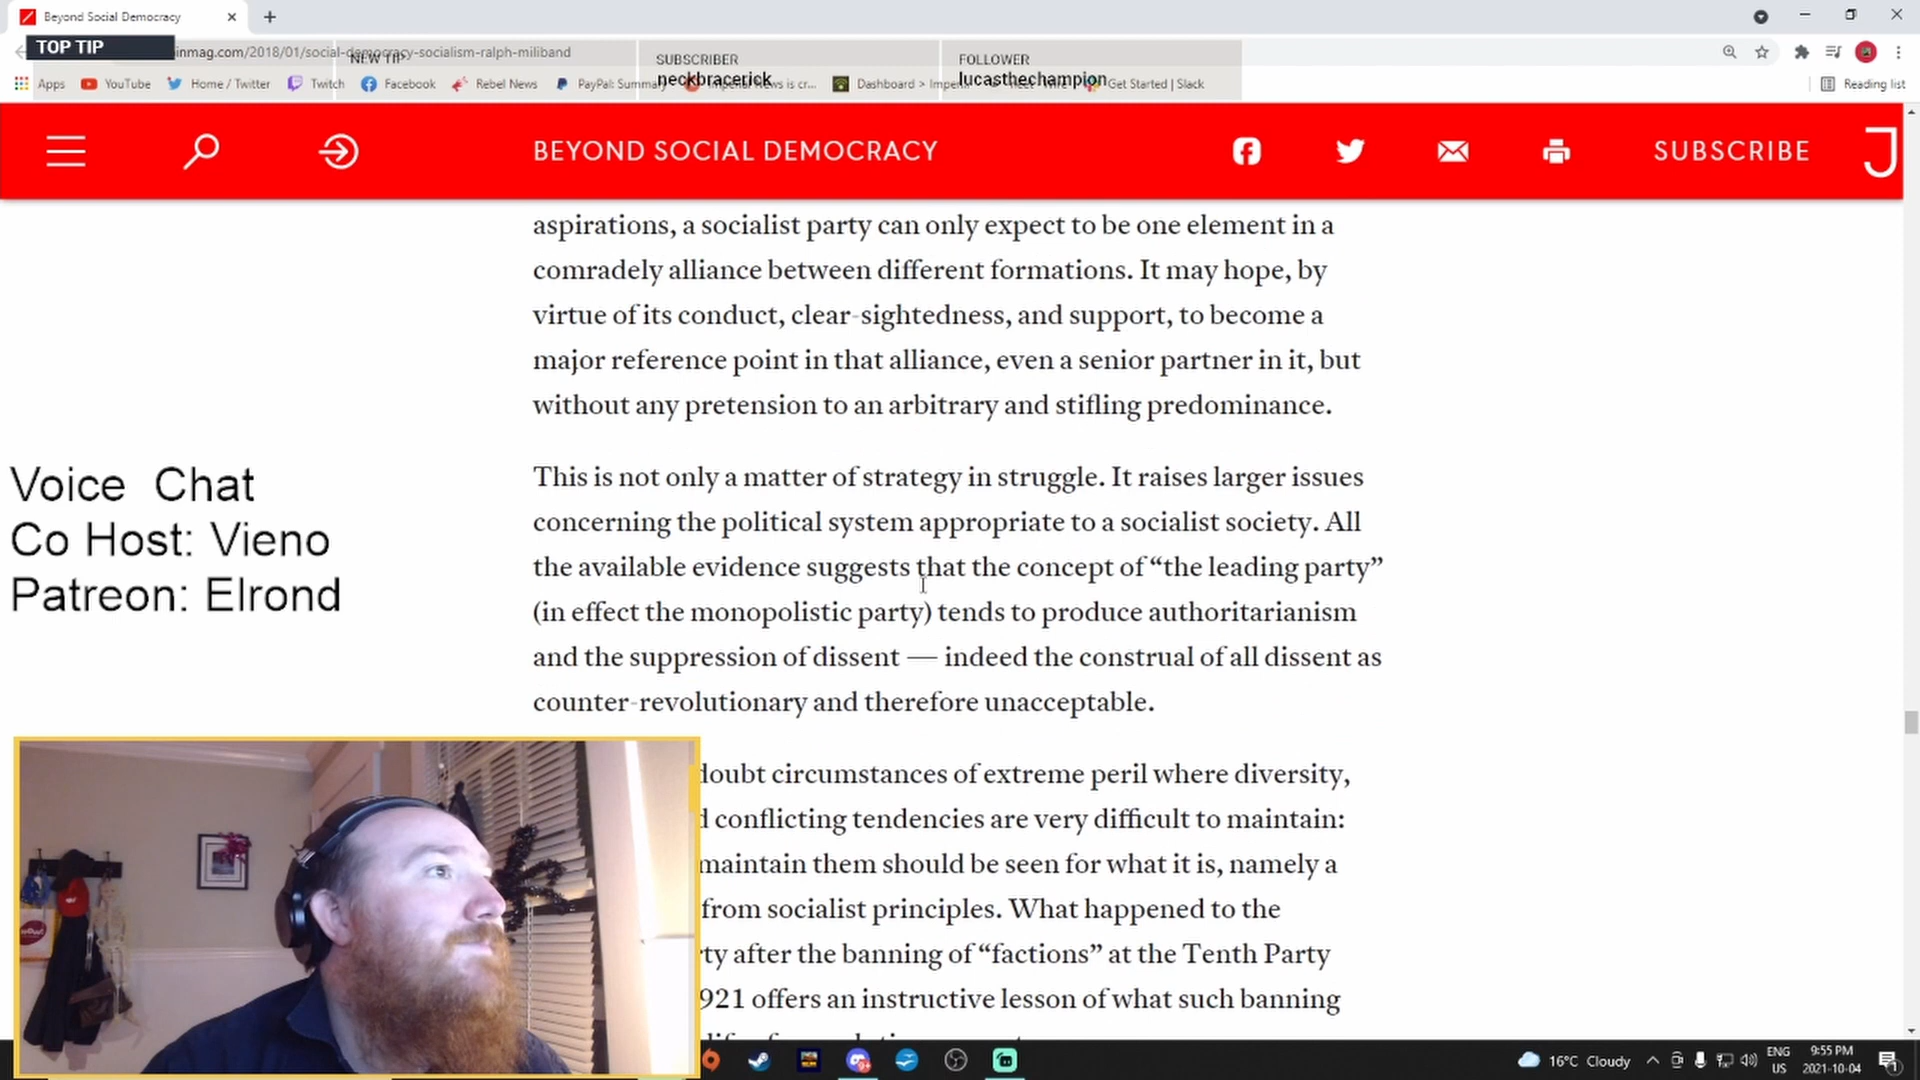 Beyond Social Democracy
TOP TIP
inmag.com/2018/01/social-democracy-socialism-ralph-miliband
NEW TIP
SUBSCRIBER
neckbracerick
FOLLOWER
lucasthechampion
Apps
YouTube
Home / Twitter
Twitch
Facebook
Rebel News
PayPal: Summary
News is cr...
Dashboard > Imperi...
Get Started | Slack
Reading list
BEYOND SOCIAL DEMOCRACY
SUBSCRIBE
J
aspirations, a socialist party can only expect to be one element in a
comradely alliance between different formations. It may hope, by
virtue of its conduct, clear-sightedness, and support, to become a
major reference point in that alliance, even a senior partner in it, but
without any pretension to an arbitrary and stifling predominance.
This is not only a matter of strategy in struggle. It raises larger issues
concerning the political system appropriate to a socialist society. All
the available evidence suggests that the concept of “the leading party”
(in effect the monopolistic party) tends to produce authoritarianism
and the suppression of dissent — indeed the construal of all dissent as
counter-revolutionary and therefore unacceptable.
Voice Chat
Co Host: Vieno
Patreon: Elrond
doubt circumstances of extreme peril where diversity,
d conflicting tendencies are very difficult to maintain:
maintain them should be seen for what it is, namely a
from socialist principles. What happened to the
ty after the banning of “factions” at the Tenth Party
921 offers an instructive lesson of what such banning
16°C Cloudy
ENG
US
9:55 PM
2021-10-04